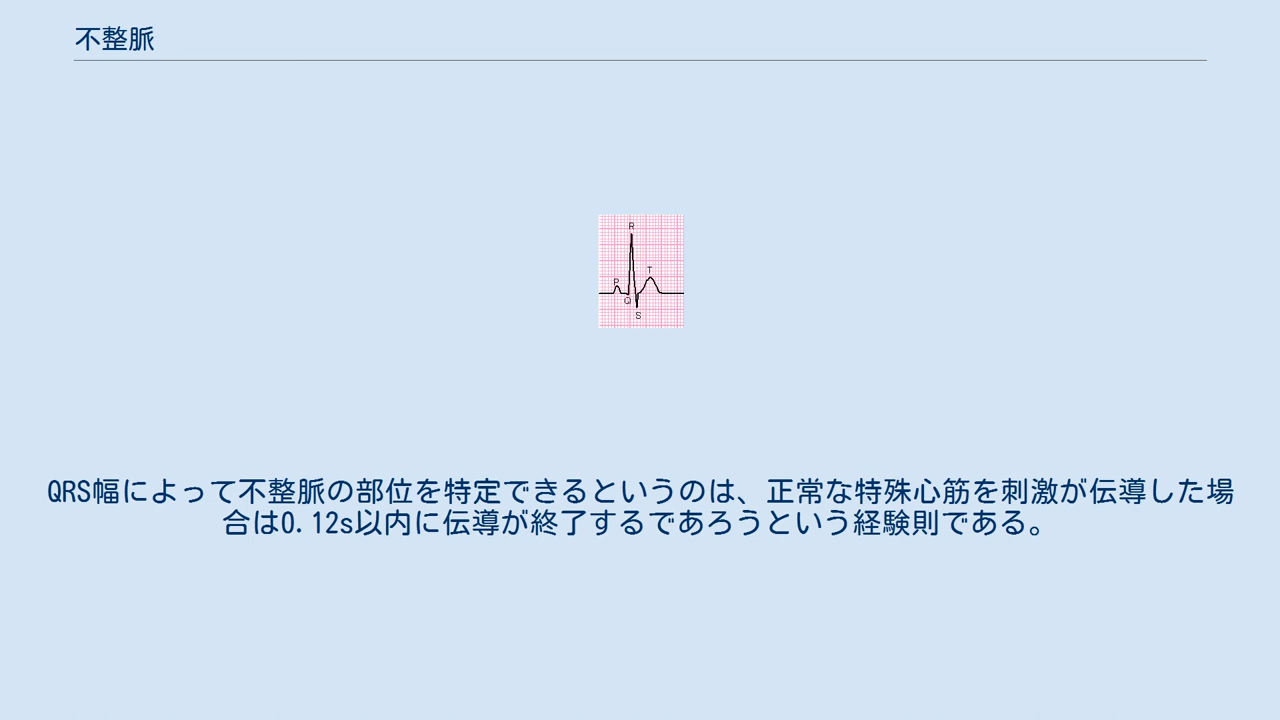 不整脈
R
P
T
Q
S
QRS幅によって不整脈の部位を特定できるというのは、正常な特殊心筋を刺激が伝導した場
合は0.12s以内に伝導が終了するであろうという経験則である。